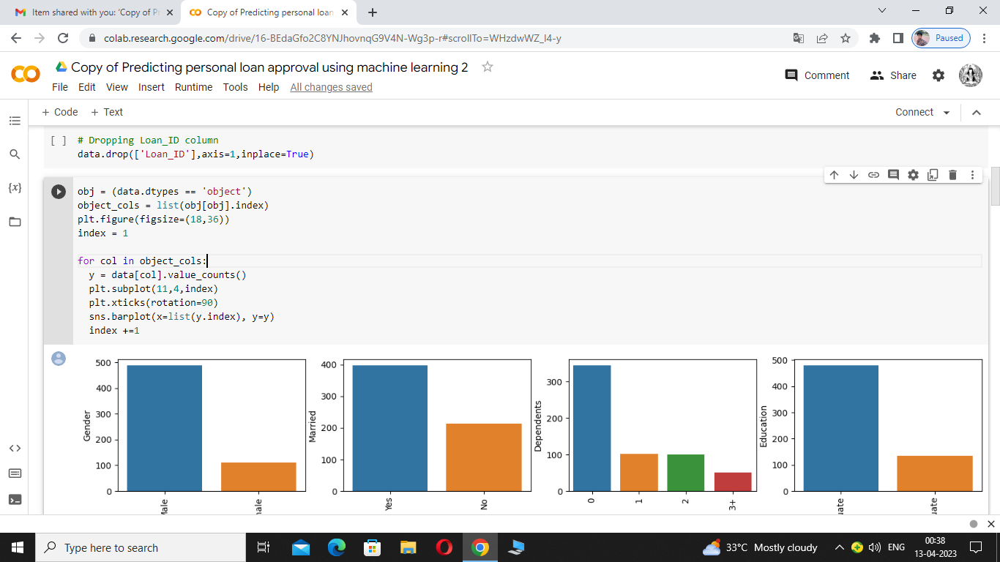 Item shared with you: 'Copy of Pr
Copy of Predicting personal loan
colab.research.google.com/drive/16-BEdaGfo2C8YNJhovnqG9V4N-Wg3p-r#scrollTo=WHzdwWZ_l4-y
Paused
Copy of Predicting personal loan approval using machine learning 2
Comment
Share
File Edit View Insert Runtime Tools Help All changes saved
+ Code + Text
Connect
[ ] # Dropping Loan_ID column
data.drop(['Loan_ID'],axis=1,inplace=True)
{x}
obj = (data.dtypes == 'object')
object_cols = list(obj[obj].index)
plt.figure(figsize=(18,36))
index = 1
for col in object_cols:
y = data[col].value_counts()
plt.subplot(11,4,index)
plt.xticks(rotation=90)
sns.barplot(x=list(y.index), y=y)
index +=1
Gender
500
400
300
200
100
0
Male
male
Married
400
300
200
100
0
Yes
No
Dependents
300
200
100
0
0
1
2
3+
Education
500
400
300
200
100
0
uate
uate
<>
Type here to search
33°C Mostly cloudy
ENG
00:38
13-04-2023